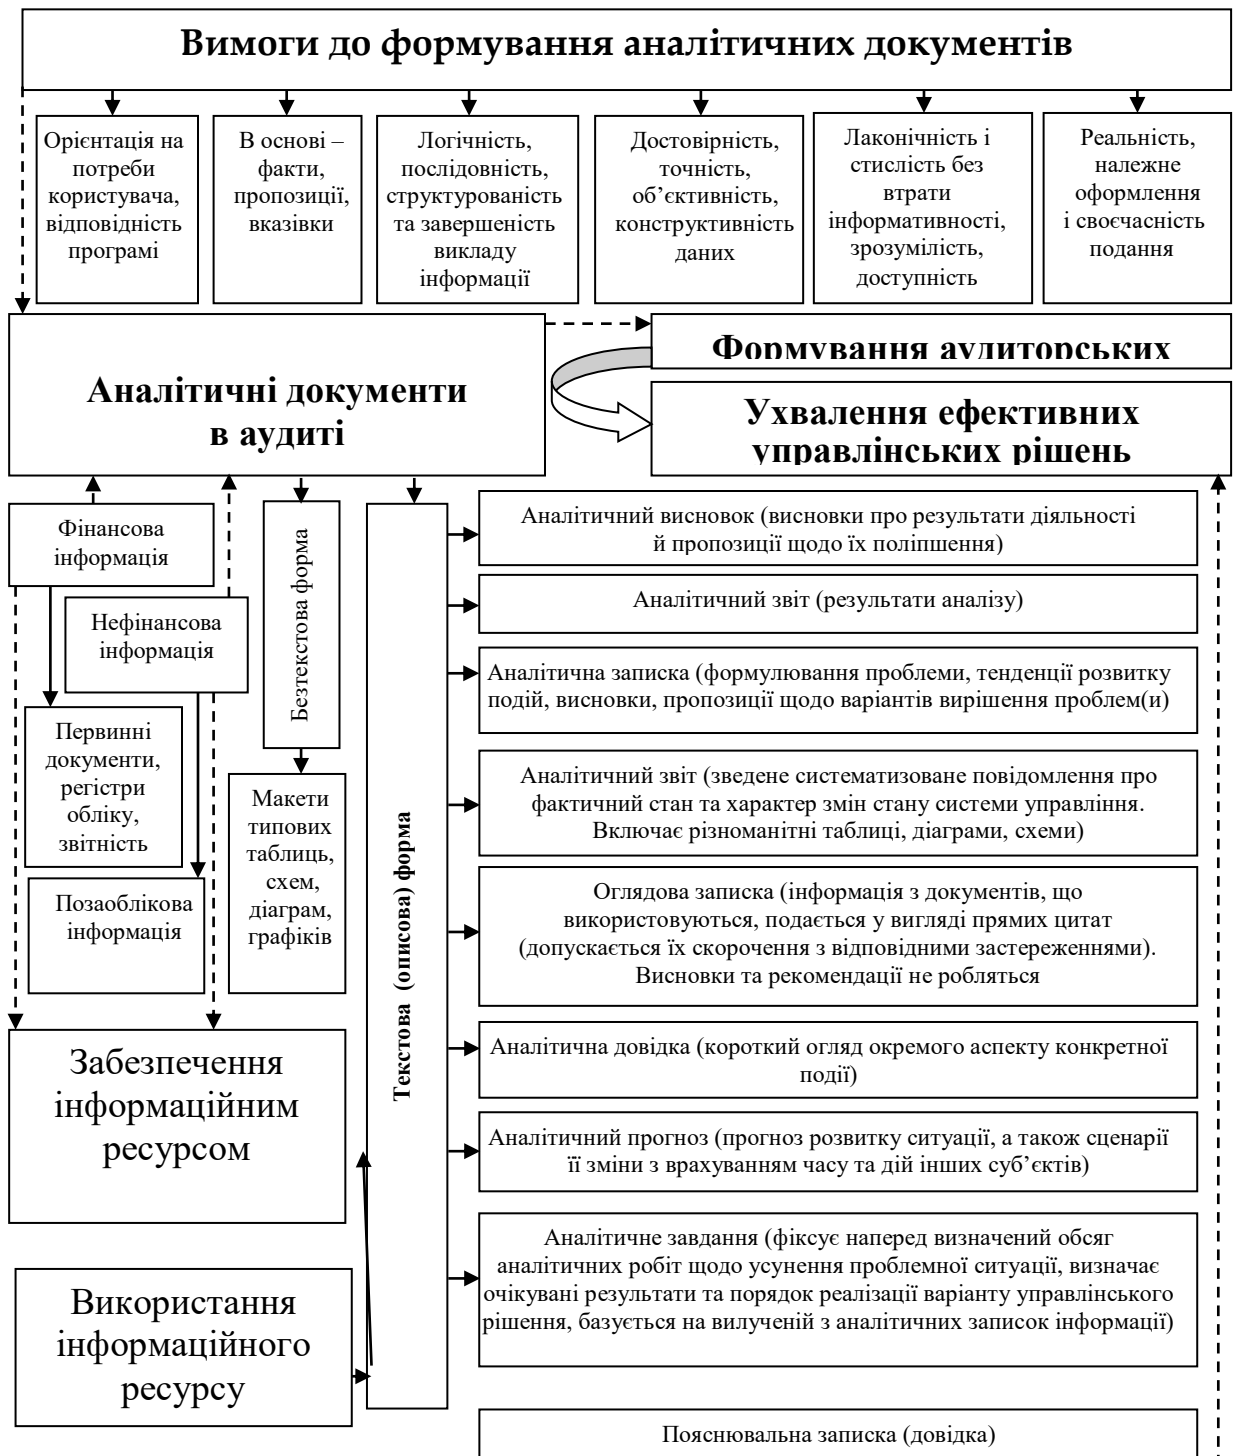 Вимоги до формування аналітичних документів
Орієнтація на
потреби
користувача,
відповідність
програмі
В основі –
факти,
пропозиції,
вказівки
Логічність,
послідовність,
структурованість
та завершеність
викладу
інформації
Достовірність,
точність,
об’єктивність,
конструктивність
даних
Лаконічність і
стислість без
втрати
інформативності,
зрозумілість,
доступність
Реальність,
належне
оформлення
і своєчасність
подання
Аналітичні документи
в аудиті
Формування аудиторських
Ухвалення ефективних
управлінських рішень
Фінансова
інформація
Нефінансова
інформація
Первинні
документи,
регістри
обліку,
звітність
Позаоблікова
інформація
Безтекстова форма
Макети
типових
таблиць,
схем,
діаграм,
графіків
Текстова (описова) форма
Аналітичний висновок (висновки про результати діяльності
й пропозиції щодо їх поліпшення)
Аналітичний звіт (результати аналізу)
Аналітична записка (формулювання проблеми, тенденції розвитку
подій, висновки, пропозиції щодо варіантів вирішення проблем(и)
Аналітичний звіт (зведене систематизоване повідомлення про
фактичний стан та характер змін стану системи управління.
Включає різноманітні таблиці, діаграми, схеми)
Оглядова записка (інформація з документів, що
використовуються, подається у вигляді прямих цитат
(допускається їх скорочення з відповідними застереженнями).
Висновки та рекомендації не робляться
Аналітична довідка (короткий огляд окремого аспекту конкретної
події)
Аналітичний прогноз (прогноз розвитку ситуації, а також сценарії
її зміни з врахуванням часу та дій інших суб’єктів)
Аналітичне завдання (фіксує наперед визначений обсяг
аналітичних робіт щодо усунення проблемної ситуації, визначає
очікувані результати та порядок реалізації варіанту управлінського
рішення, базується на вилученій з аналітичних записок інформації)
Пояснювальна записка (довідка)
Забезпечення
інформаційним
ресурсом
Використання
інформаційного
ресурсу